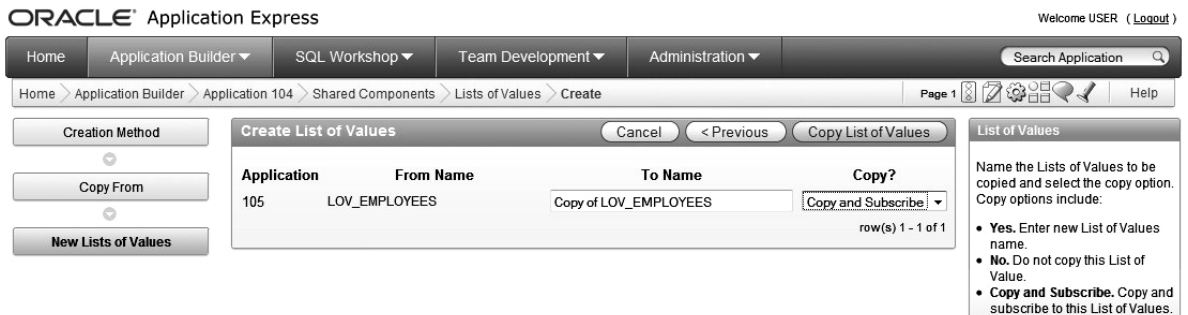 ORACLE Application Express
Welcome USER ( Logout )
Home Application Builder SQL Workshop Team Development Administration Search Application
Home Application Builder Application 104 Shared Components Lists of Values Create Page 1 Help
Creation Method
Copy From
New Lists of Values
Create List of Values Cancel < Previous Copy List of Values
Application From Name To Name Copy?
105 LOV_EMPLOYEES Copy of LOV_EMPLOYEES Copy and Subscribe
row(s) 1 - 1 of 1
List of Values
Name the Lists of Values to be
copied and select the copy option.
Copy options include:
• Yes. Enter new List of Values
name.
• No. Do not copy this List of
Value.
• Copy and Subscribe. Copy and
subscribe to this List of Values.